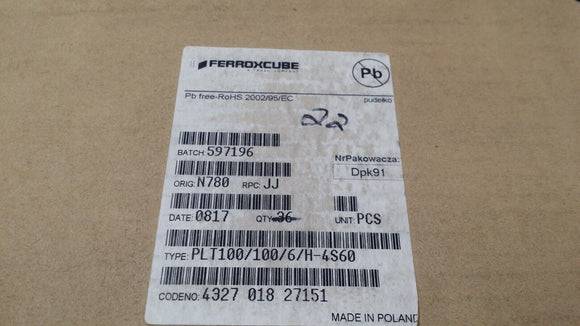 FERROXCUBE
Pb
Pb free-RoHS 2002/95/EC
pudełko
22
BATCH: 597196
NrPakowacza:
Dpk91
ORIG: N780 RPC: JJ
DATE: 0817 QTY: 36 UNIT: PCS
TYPE: PLT100/100/6/H-4S60
CODENO: 4327 018 27151
MADE IN POLAND